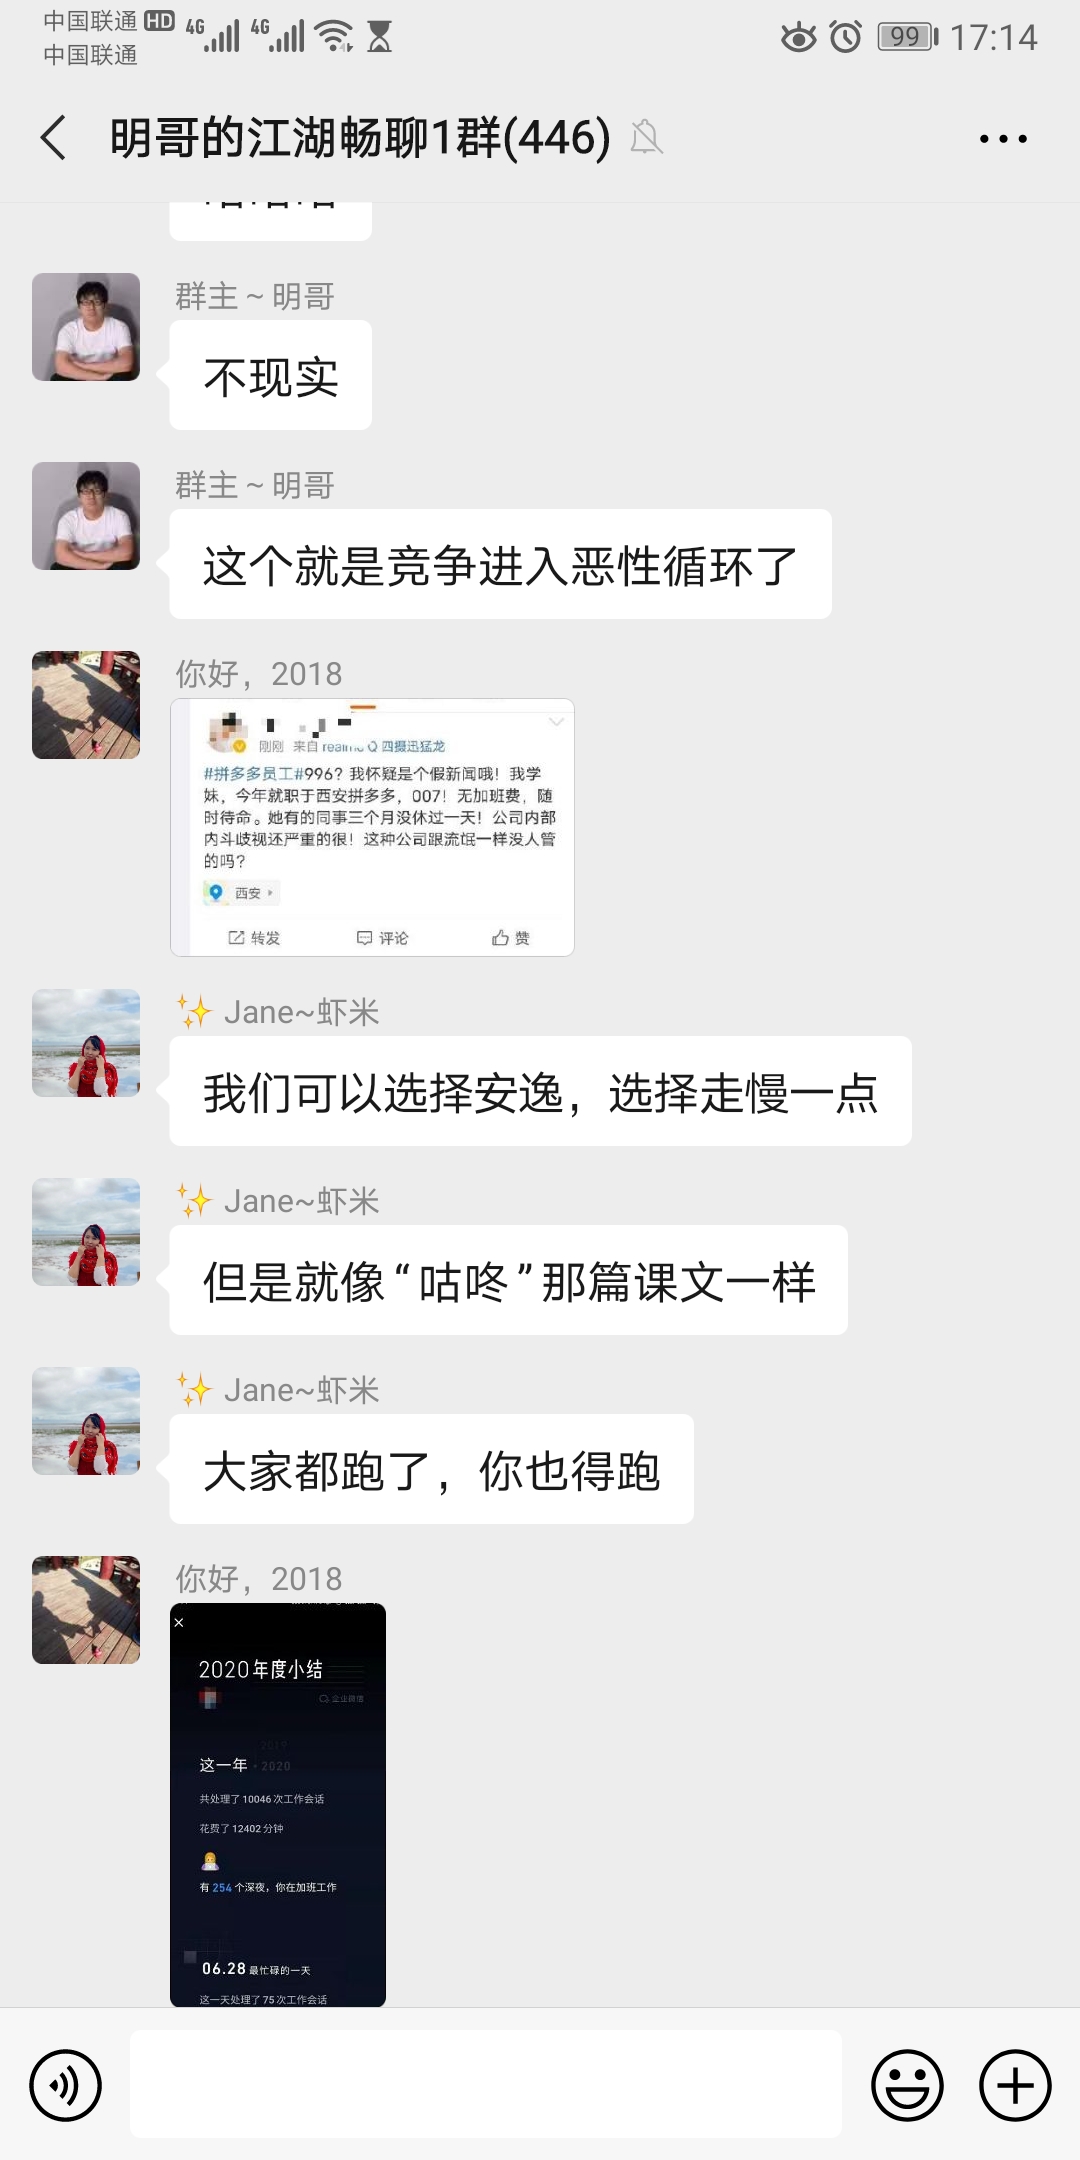 中国联通 HD 4G 4G 99 17:14
中国联通
明哥的江湖畅聊1群(446)
群主 ~ 明哥
不现实
群主 ~ 明哥
这个就是竞争进入恶性循环了
你好，2018
刚刚 来自 realme Q 四摄迅猛龙
#拼多多员工#996？我怀疑是个假新闻哦！我学
妹，今年就职于西安拼多多，007！无加班费，随
时待命。她有的同事三个月没休过一天！公司内部
内斗歧视还严重的很！这种公司跟流氓一样没人管
的吗？
西安
转发 评论 赞
Jane~虾米
我们可以选择安逸，选择走慢一点
Jane~虾米
但是就像“咕咚”那篇课文一样
Jane~虾米
大家都跑了，你也得跑
你好，2018
2020年度小结
企业微信
2019
这一年 · 2020
共处理了10046次工作会话
花费了12402分钟
有 254 个深夜，你在加班工作
06.28 最忙碌的一天
这一天处理了75次工作会话